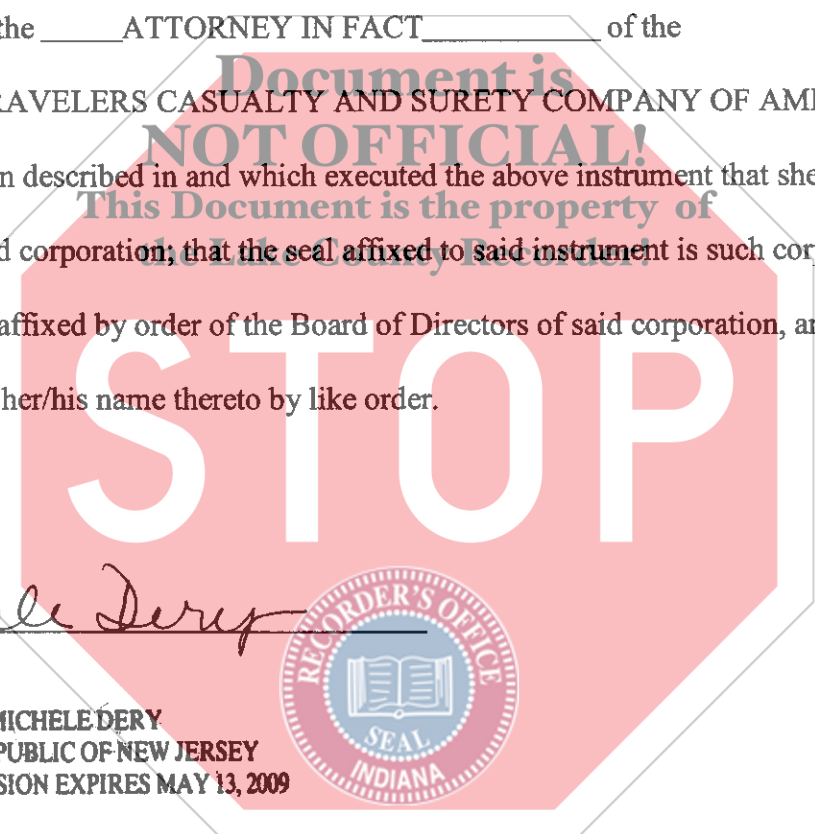 the ATTORNEY IN FACT of the
Document is
RAVELERS CASUALTY AND SURETY COMPANY OF AM
NOT OFFICIAL!
n described in and which executed the above instrument that she
This Document is the property of
d corporation; that the seal affixed to said instrument is such cor
the Lake County Recorder!
affixed by order of the Board of Directors of said corporation, a
her/his name thereto by like order.
STOP
le Dery
RECORDER'S OFFICE
SEAL
INDIANA
MICHELE DERY
PUBLIC OF NEW JERSEY
SION EXPIRES MAY 13, 2009